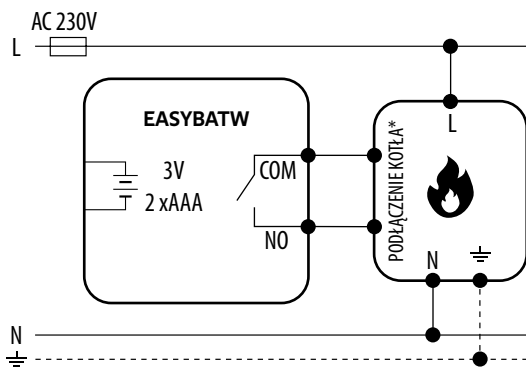 AC 230V
L
EASYBATW
3V
2 xAAA
COM
NO
PODŁĄCZENIE KOTŁA*
L
N
N